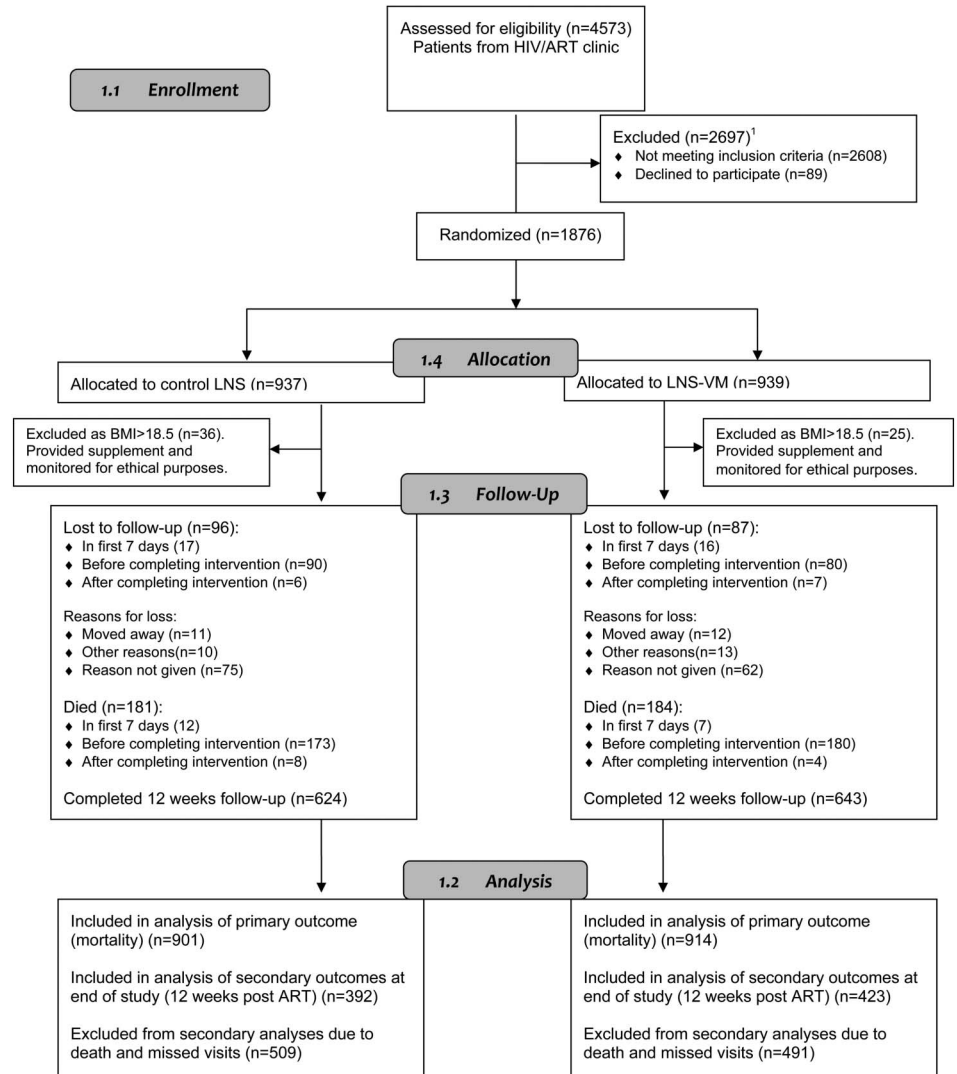 Assessed for eligibility (n=4573)
Patients from HIV/ART clinic
1.1 Enrollment
Excluded (n=2697)1
♦ Not meeting inclusion criteria (n=2608)
♦ Declined to participate (n=89)
Randomized (n=1876)
1.4 Allocation
Allocated to control LNS (n=937)
Allocated to LNS-VM (n=939)
Excluded as BMI>18.5 (n=36).
Provided supplement and
monitored for ethical purposes.
Excluded as BMI>18.5 (n=25).
Provided supplement and
monitored for ethical purposes.
1.3 Follow-Up
Lost to follow-up (n=96):
♦ In first 7 days (17)
♦ Before completing intervention (n=90)
♦ After completing intervention (n=6)
Reasons for loss:
♦ Moved away (n=11)
♦ Other reasons(n=10)
♦ Reason not given (n=75)
Died (n=181):
♦ In first 7 days (12)
♦ Before completing intervention (n=173)
♦ After completing intervention (n=8)
Completed 12 weeks follow-up (n=624)
Lost to follow-up (n=87):
♦ In first 7 days (16)
♦ Before completing intervention (n=80)
♦ After completing intervention (n=7)
Reasons for loss:
♦ Moved away (n=12)
♦ Other reasons(n=13)
♦ Reason not given (n=62)
Died (n=184):
♦ In first 7 days (7)
♦ Before completing intervention (n=180)
♦ After completing intervention (n=4)
Completed 12 weeks follow-up (n=643)
1.2 Analysis
Included in analysis of primary outcome
(mortality) (n=901)
Included in analysis of secondary outcomes at
end of study (12 weeks post ART) (n=392)
Excluded from secondary analyses due to
death and missed visits (n=509)
Included in analysis of primary outcome
(mortality) (n=914)
Included in analysis of secondary outcomes at
end of study (12 weeks post ART) (n=423)
Excluded from secondary analyses due to
death and missed visits (n=491)